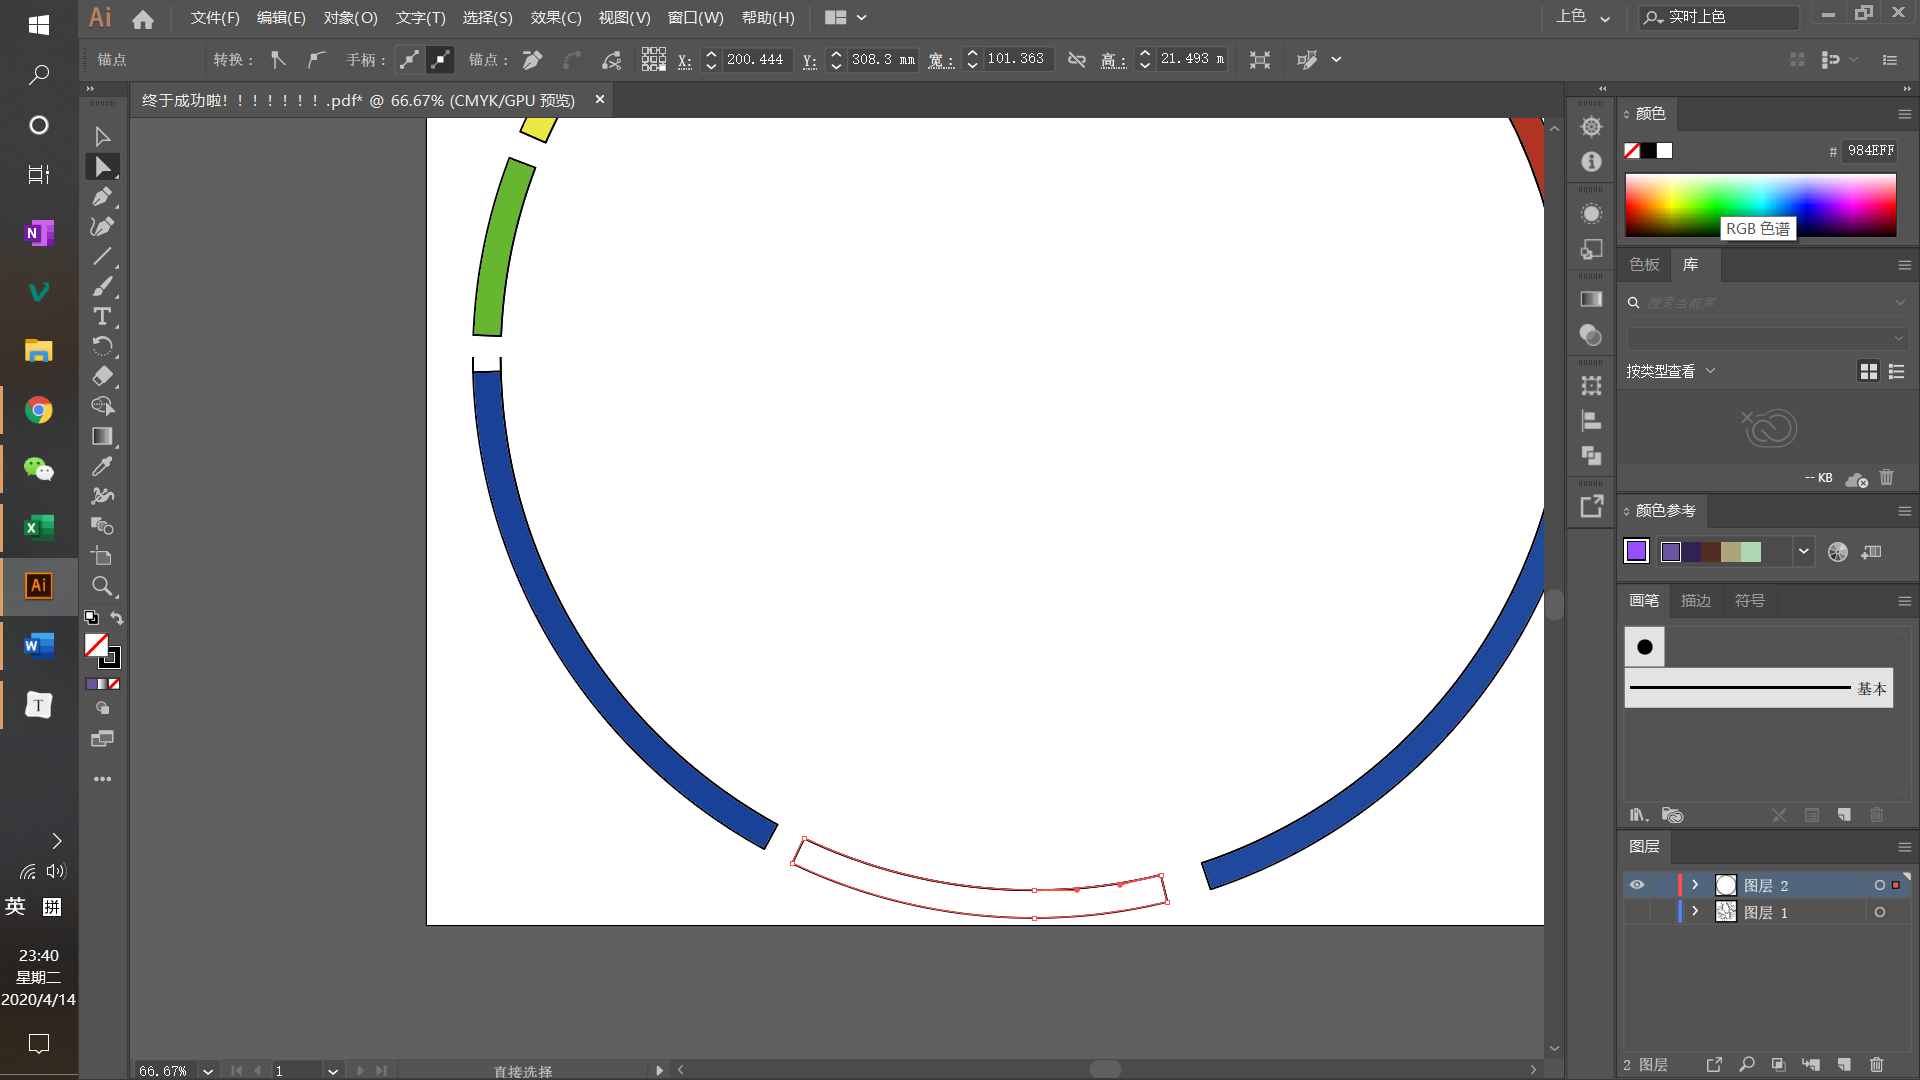 Ai 文件(F) 编辑(E) 对象(O) 文字(T) 选择(S) 效果(C) 视图(V) 窗口(W) 帮助(H) 上色 实时上色
锚点 转换： 手柄： 锚点： X: 200.444 Y: 308.3 mm 宽: 101.363 高: 21.493 m
终于成功啦！！！！！！！.pdf* @ 66.67% (CMYK/GPU 预览) ×
颜色
# 984EFF
RGB 色谱
色板 库
搜索当前库
按类型查看
-- KB
颜色参考
画笔 描边 符号
基本
图层
图层 2
图层 1
2 图层
N
X
Ai
W
T
T
英 拼
23:40
星期二
2020/4/14
66.67% 1 直接选择